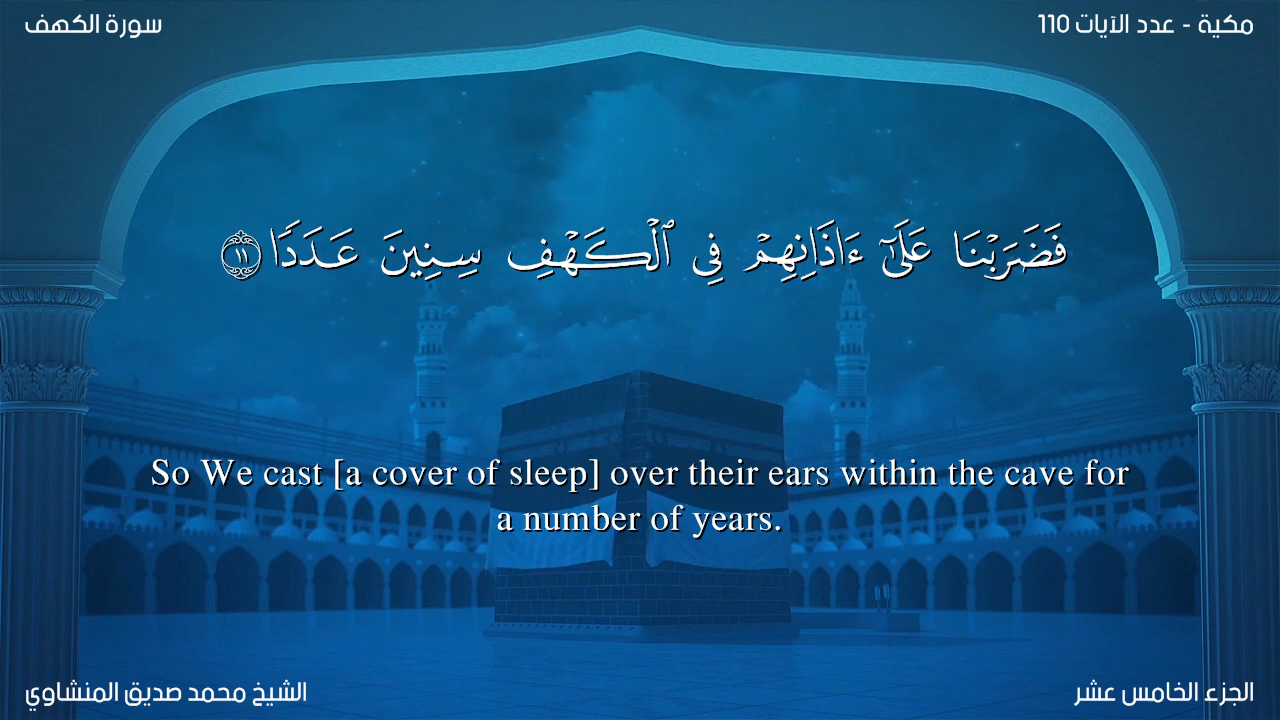 مكية - عدد الآيات 110
سورة الكهف
فَضَرَبْنَا عَلَىٰٓ ءَاذَانِهِمْ فِي ٱلْكَهْفِ سِنِينَ عَدَدًا ١١
So We cast [a cover of sleep] over their ears within the cave for
a number of years.
الجزء الخامس عشر
الشيخ محمد صديق المنشاوي